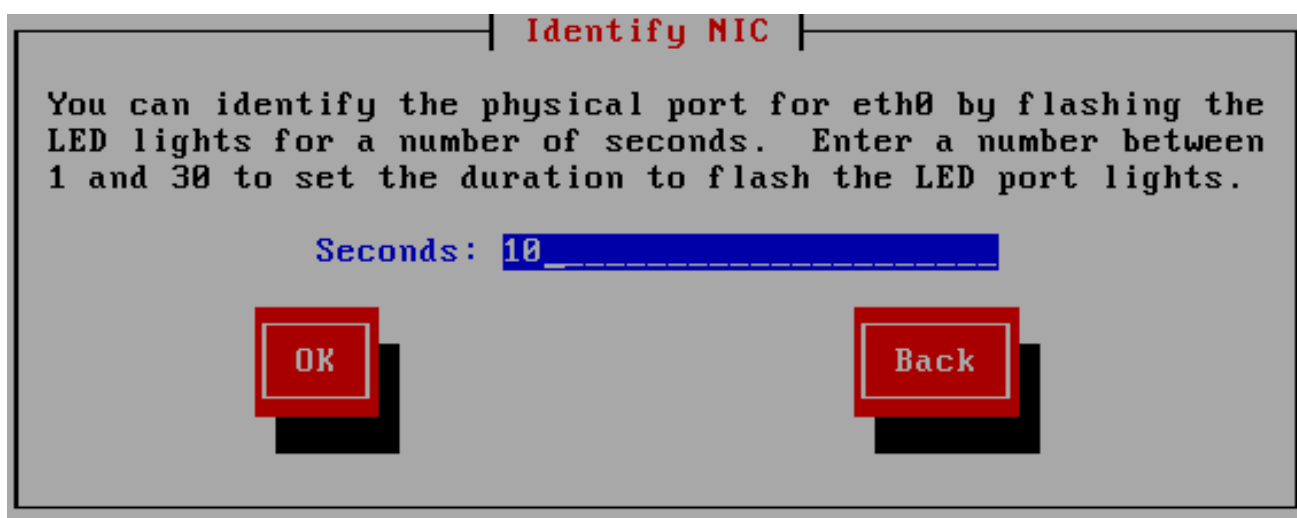 Identify NIC
You can identify the physical port for eth0 by flashing the
LED lights for a number of seconds.  Enter a number between
1 and 30 to set the duration to flash the LED port lights.
Seconds: 10_____________________
OK
Back